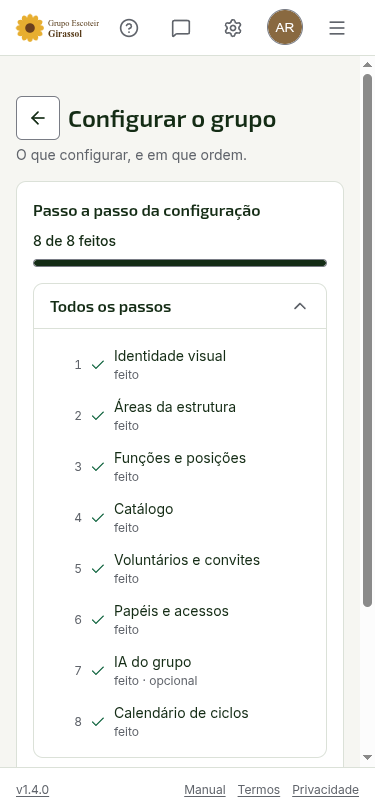 Grupo Escoteir
Girassol
AR
Configurar o grupo
O que configurar, e em que ordem.
Passo a passo da configuração
8 de 8 feitos
Todos os passos
1 Identidade visual
feito
2 Áreas da estrutura
feito
3 Funções e posições
feito
4 Catálogo
feito
5 Voluntários e convites
feito
6 Papéis e acessos
feito
7 IA do grupo
feito · opcional
8 Calendário de ciclos
feito
v1.4.0 Manual Termos Privacidade